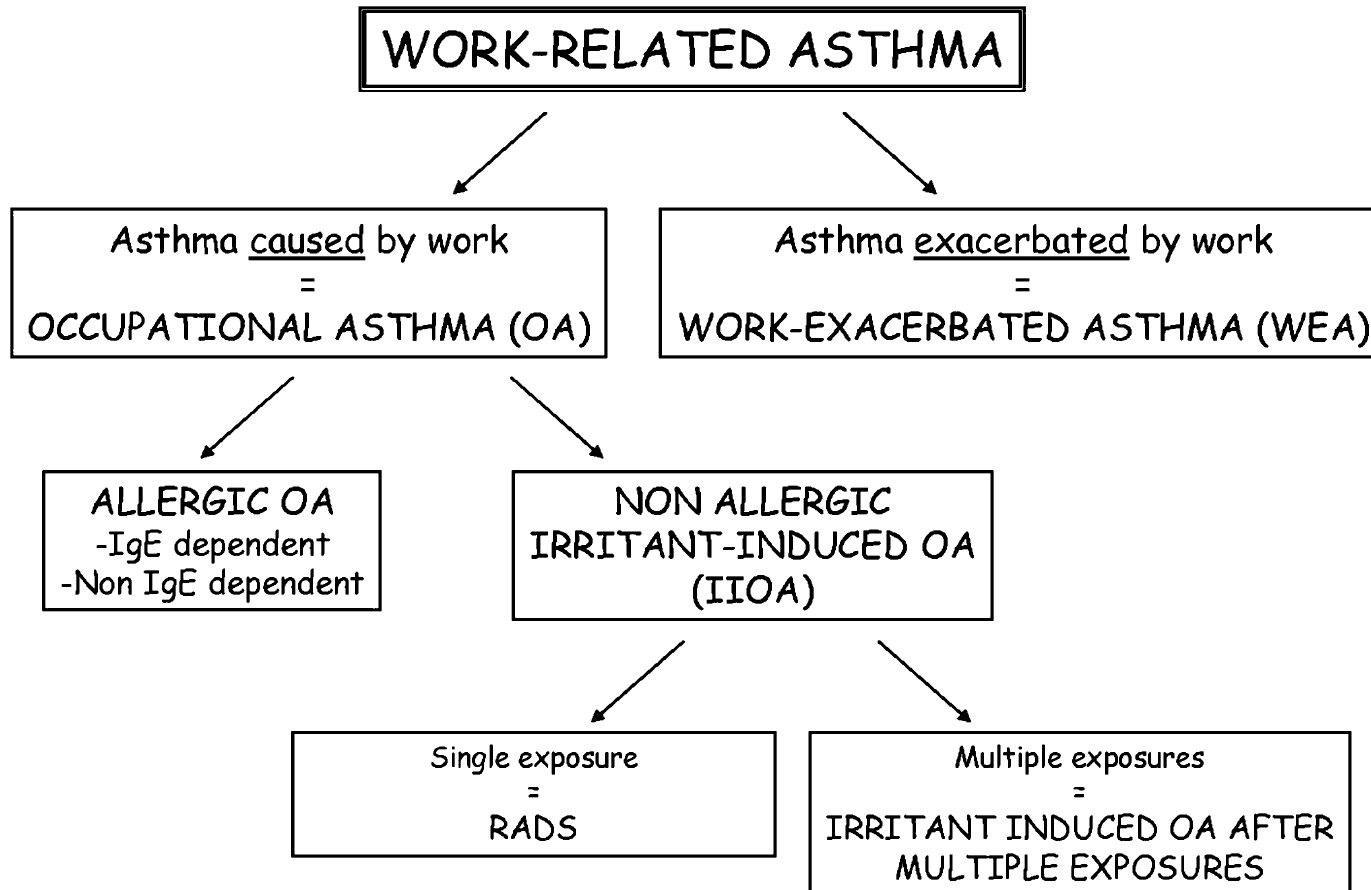 WORK-RELATED ASTHMA
Asthma caused by work
=
OCCUPATIONAL ASTHMA (OA)
Asthma exacerbated by work
=
WORK-EXACERBATED ASTHMA (WEA)
ALLERGIC OA
-IgE dependent
-Non IgE dependent
NON ALLERGIC
IRRITANT-INDUCED OA
(IIOA)
Single exposure
=
RADS
Multiple exposures
=
IRRITANT INDUCED OA AFTER
MULTIPLE EXPOSURES